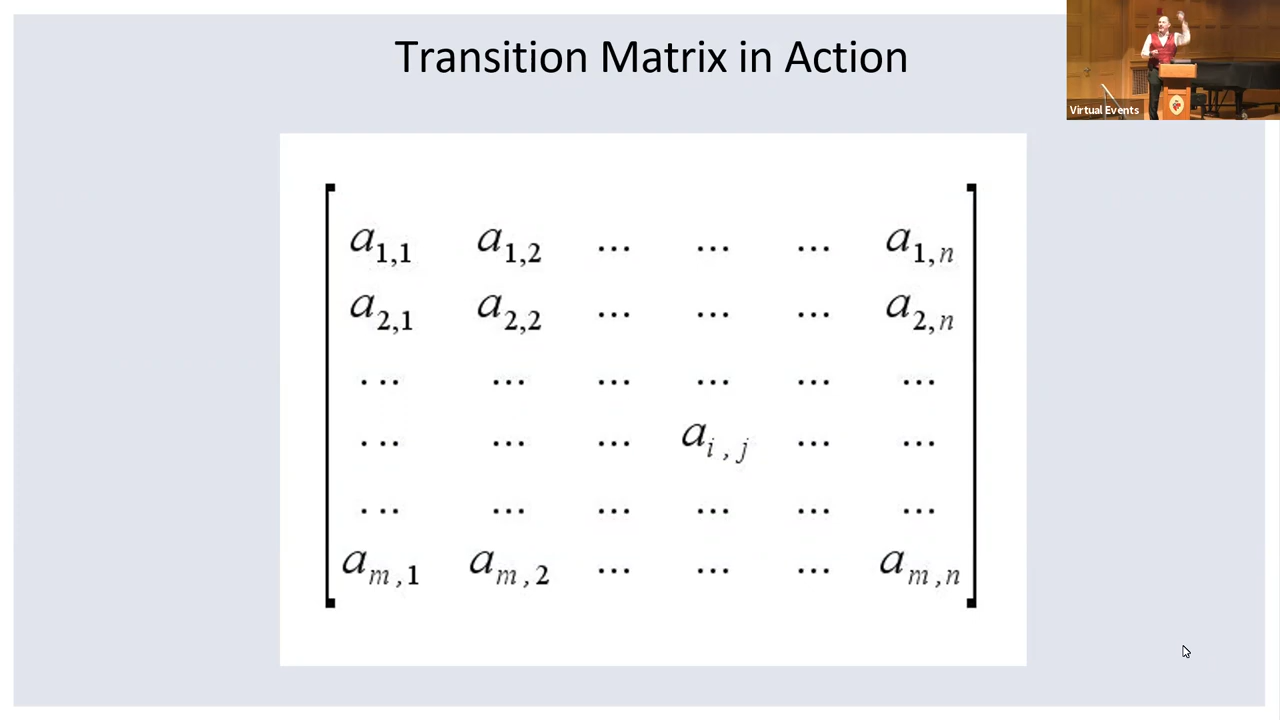 Transition Matrix in Action
Virtual Events
a1,1 a1,2 ... ... ... a1,n
a2,1 a2,2 ... ... ... a2,n
... ... ... ... ... ...
... ... ... ai,j ... ...
... ... ... ... ... ...
am,1 am,2 ... ... ... am,n